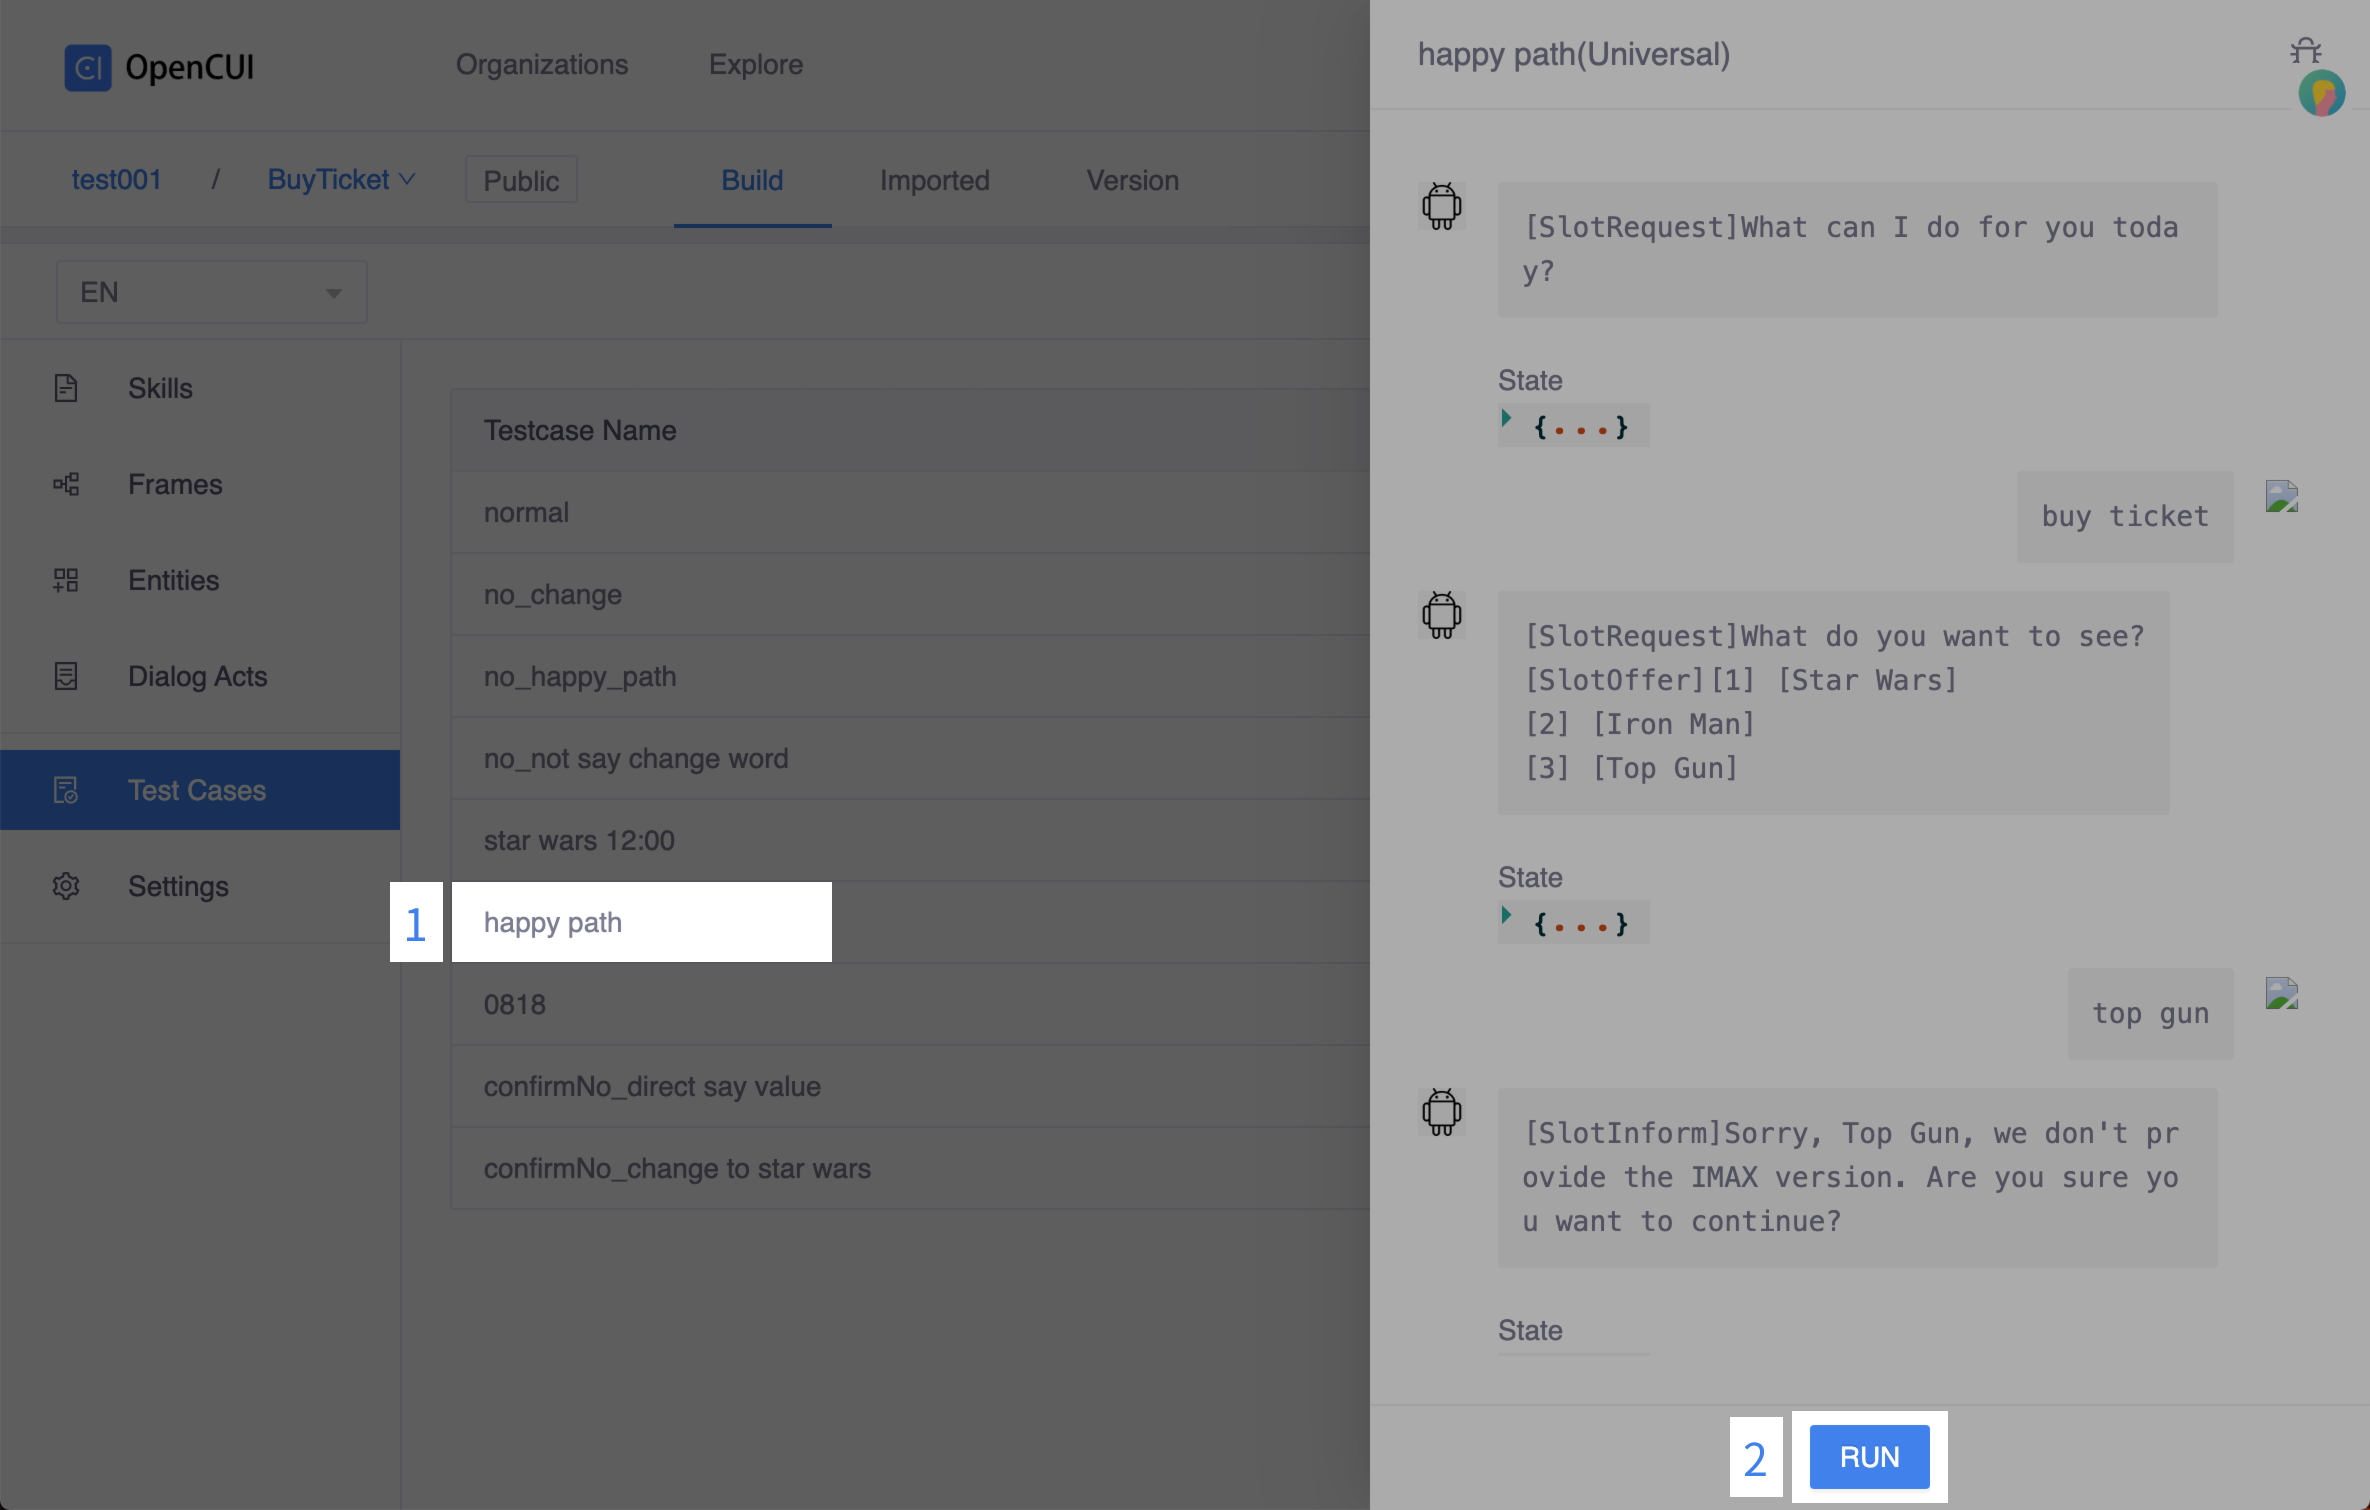 OpenCUI
Organizations
Explore
test001 / BuyTicket
Public
Build
Imported
Version
EN
Skills
Frames
Entities
Dialog Acts
Test Cases
Settings
Testcase Name
normal
no_change
no_happy_path
no_not say change word
star wars 12:00
1
happy path
0818
confirmNo_direct say value
confirmNo_change to star wars
happy path(Universal)
[SlotRequest]What can I do for you toda
y?
State
{...}
buy ticket
[SlotRequest]What do you want to see?
[SlotOffer][1] [Star Wars]
[2] [Iron Man]
[3] [Top Gun]
State
{...}
top gun
[SlotInform]Sorry, Top Gun, we don't pr
ovide the IMAX version. Are you sure yo
u want to continue?
State
2
RUN